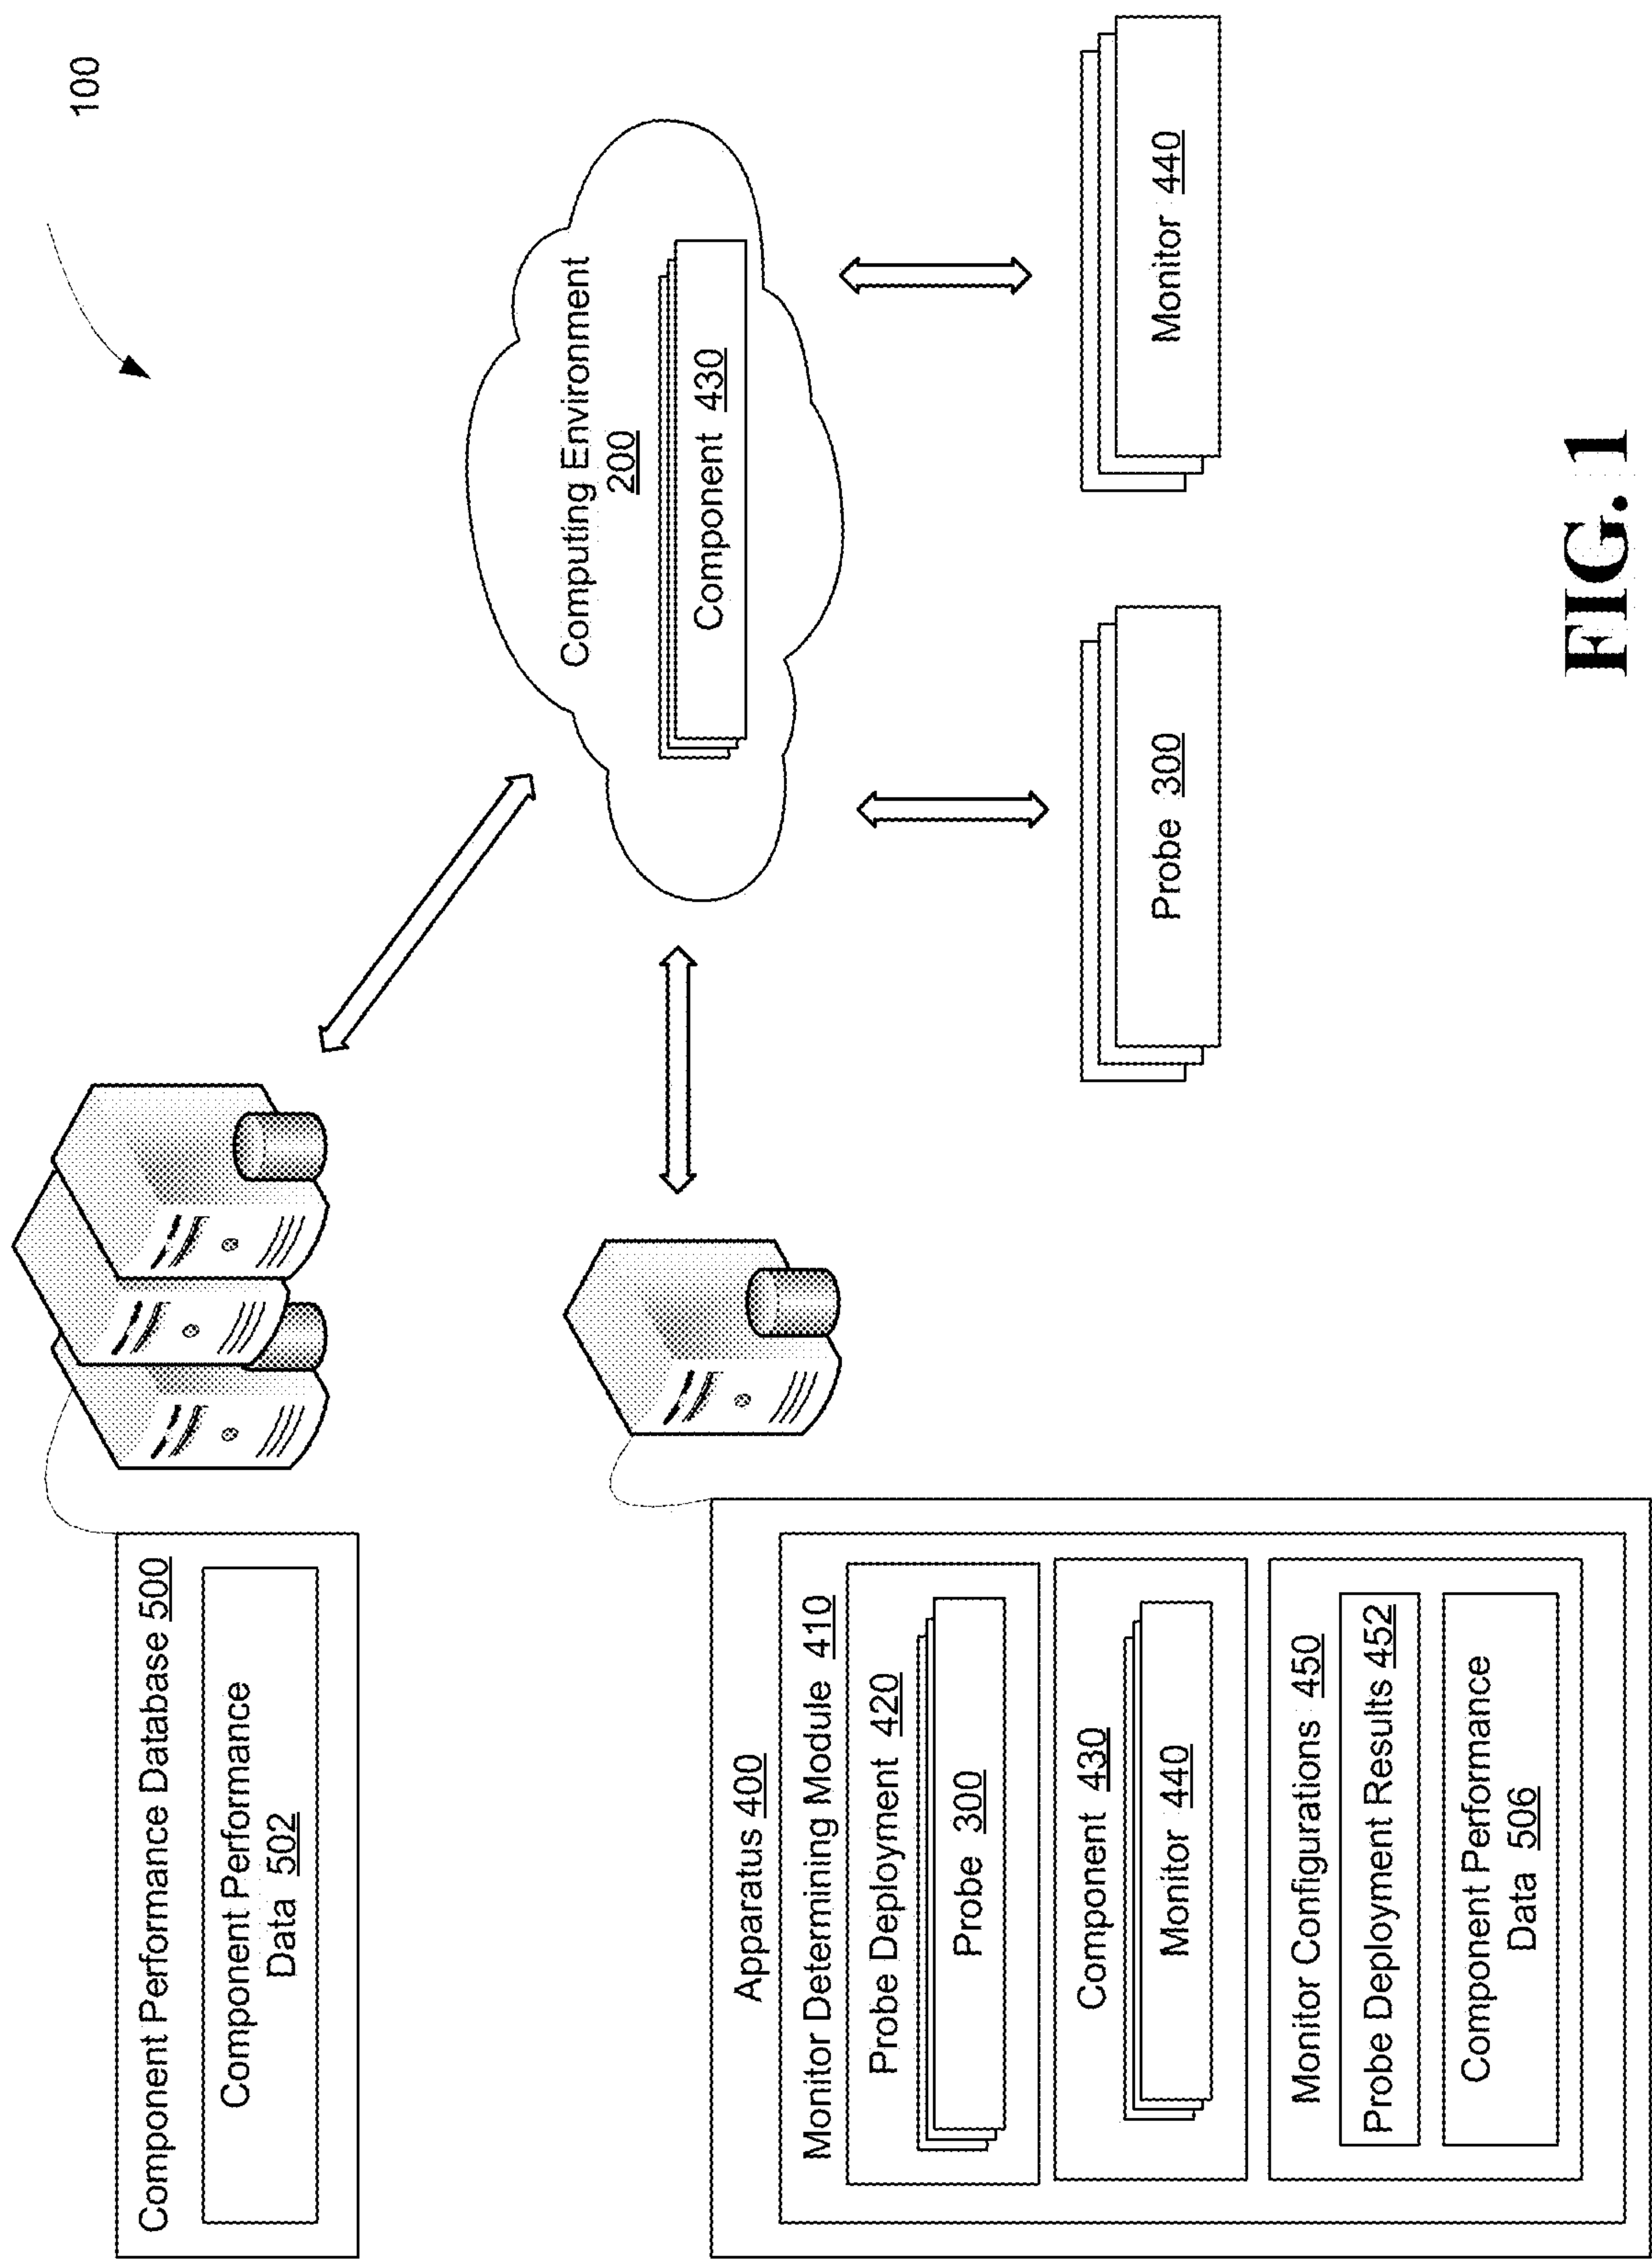 100
Component Performance Database 500
Component Performance
Data 502
Computing Environment
200
Component 430
Apparatus 400
Monitor Determining Module 410
Probe Deployment 420
Probe 300
Component 430
Monitor 440
Monitor Configurations 450
Probe Deployment Results 452
Component Performance
Data 506
Probe 300
Monitor 440
FIG. 1